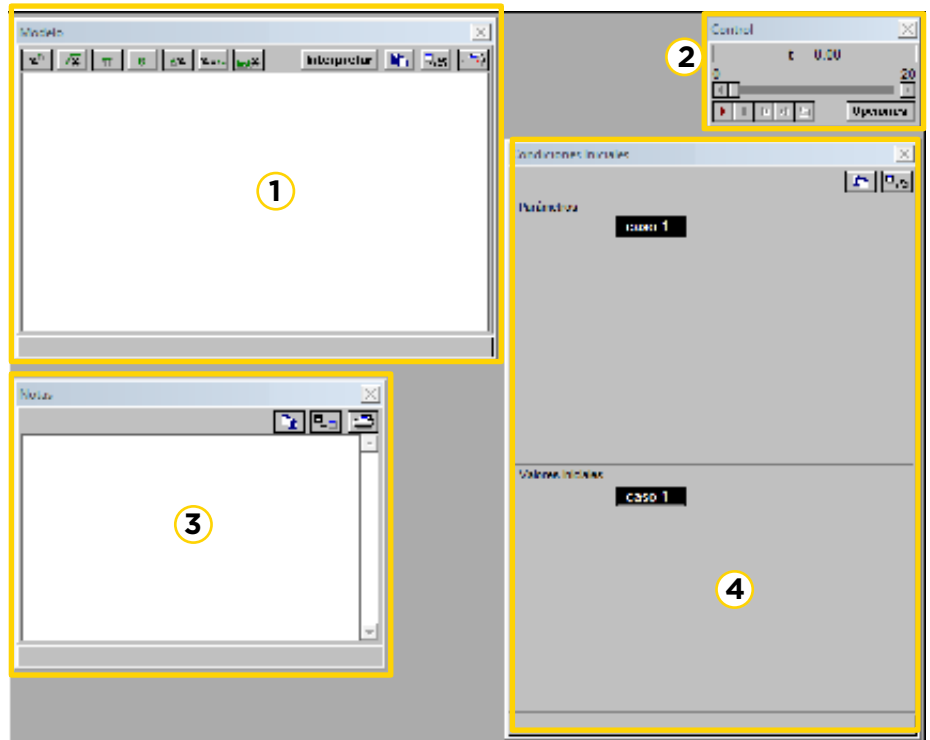 Modelo
Interpretar
1
Control
2
t 0.00
0 20
Opciones
Condiciones Iniciales
Parámetros
caso 1
Notas
3
Valores Iniciales
caso 1
4